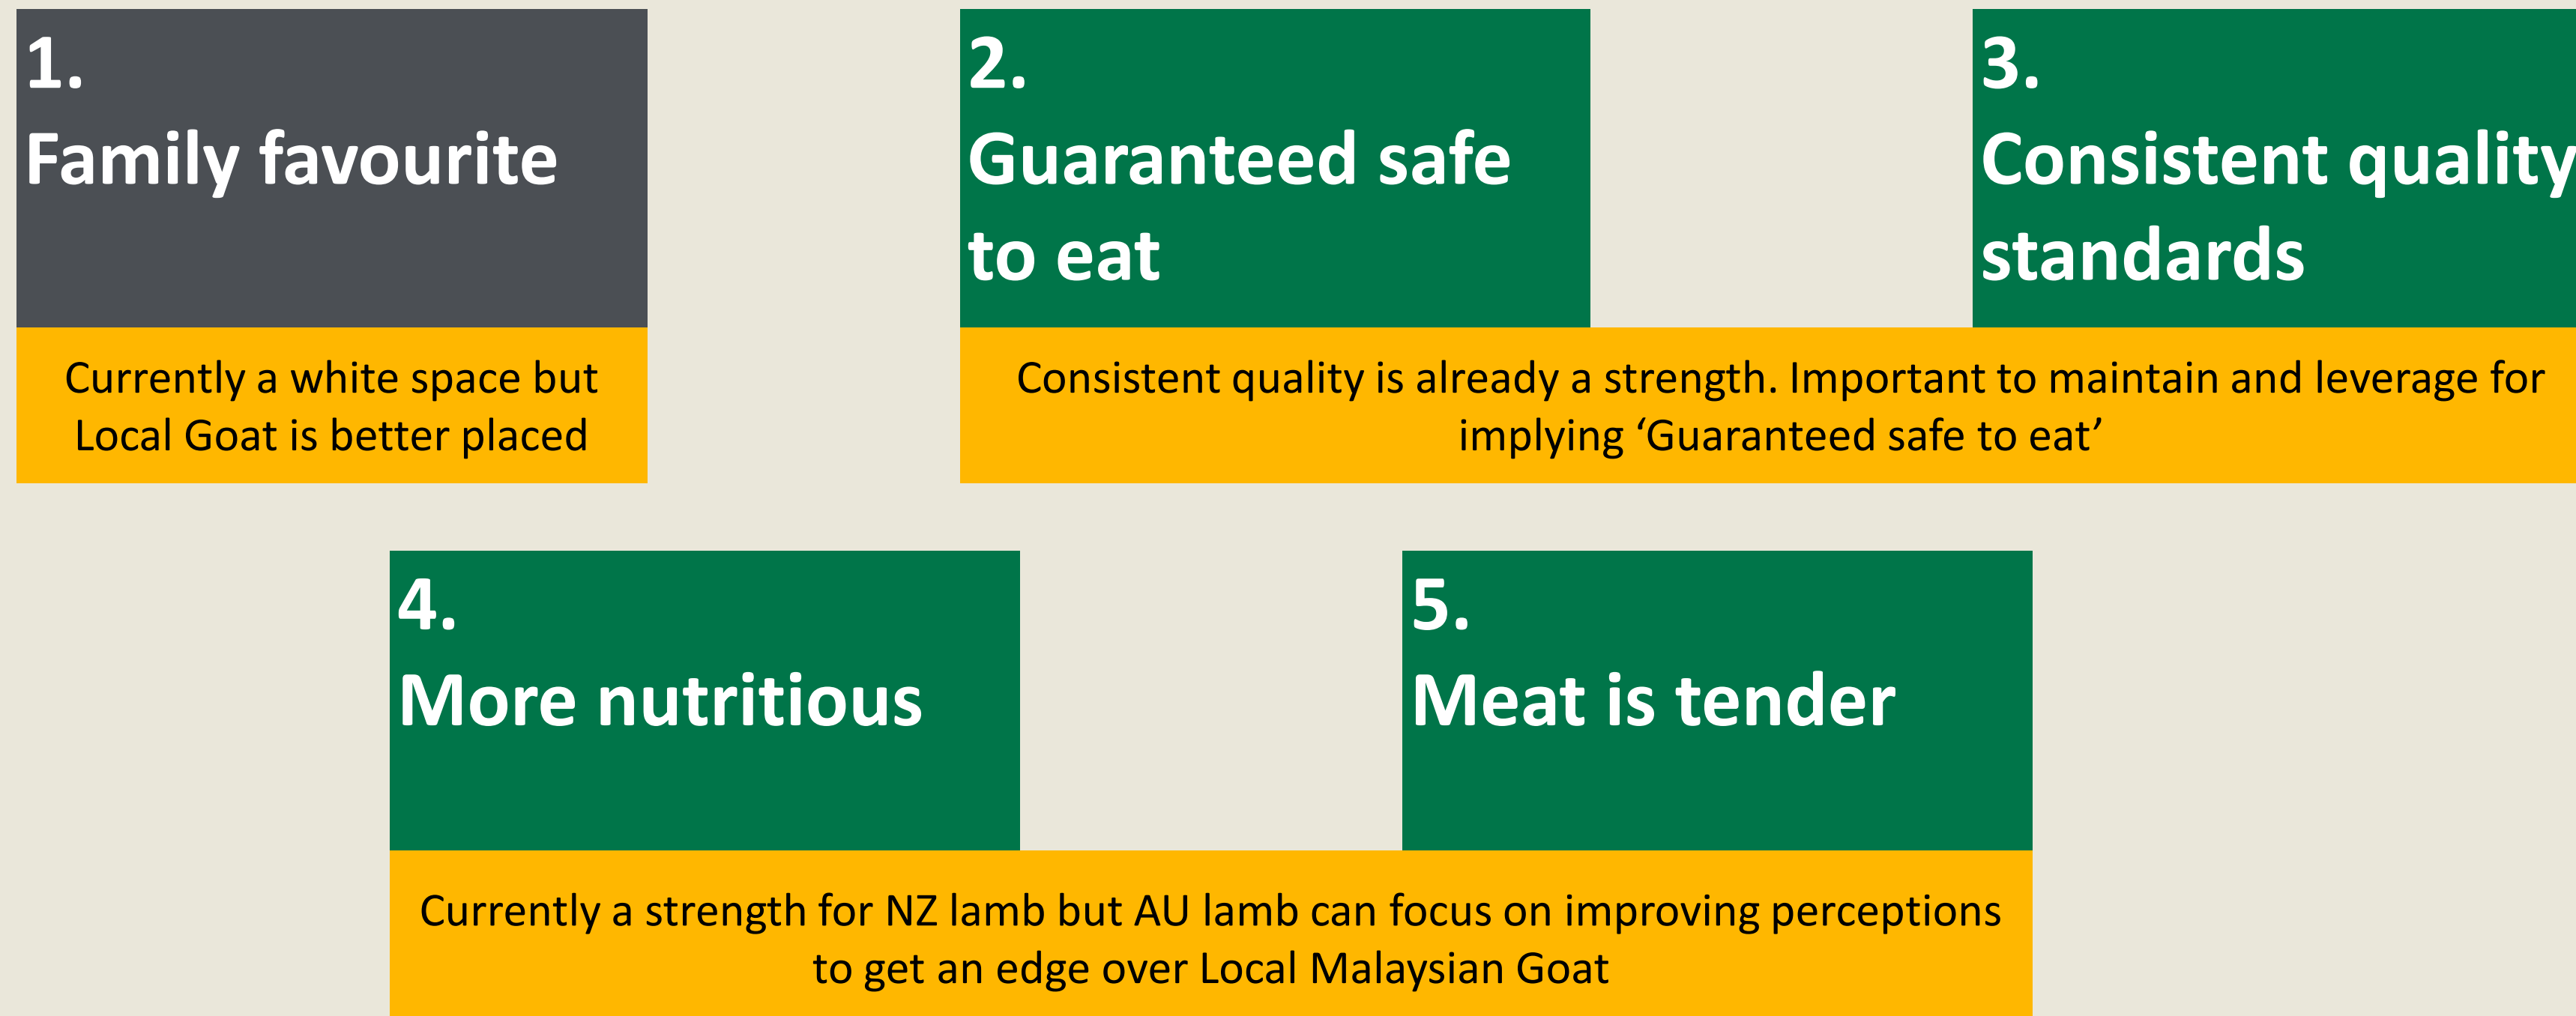 1.
Family favourite
2.
Guaranteed safe
to eat
3.
Consistent quality
standards
Currently a white space but
Local Goat is better placed
Consistent quality is already a strength. Important to maintain and leverage for
implying ‘Guaranteed safe to eat’
4.
More nutritious
5.
Meat is tender
Currently a strength for NZ lamb but AU lamb can focus on improving perceptions
to get an edge over Local Malaysian Goat